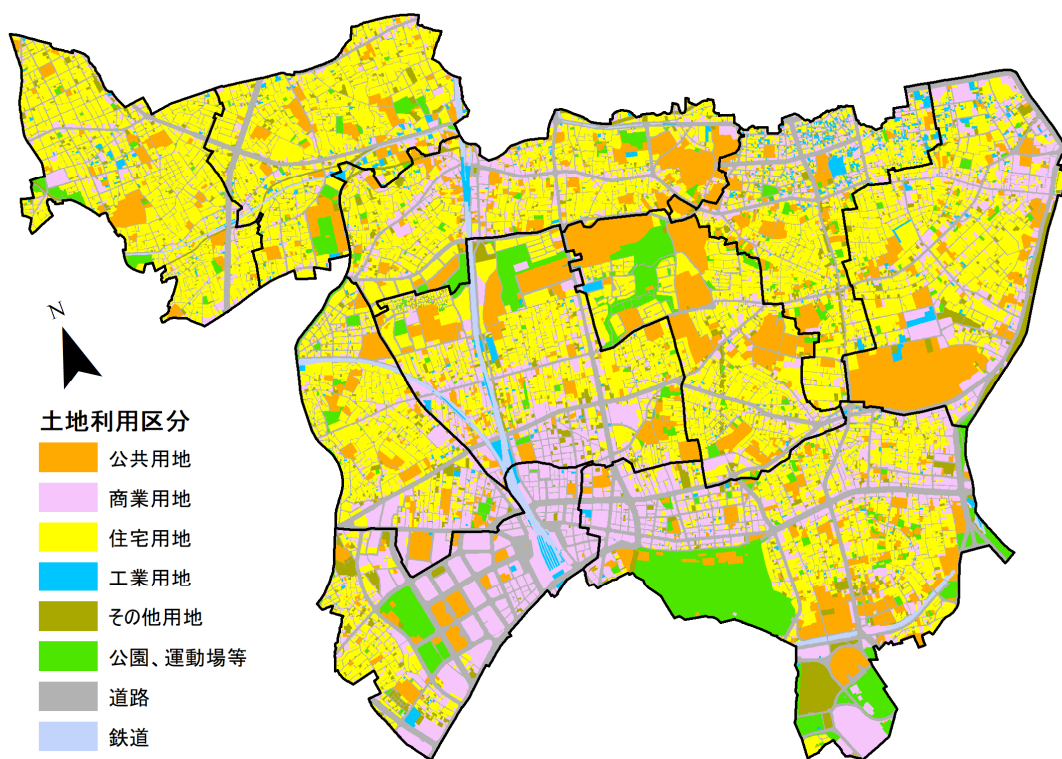 N
土地利用区分
公共用地
商業用地
住宅用地
工業用地
その他用地
公園、運動場等
道路
鉄道